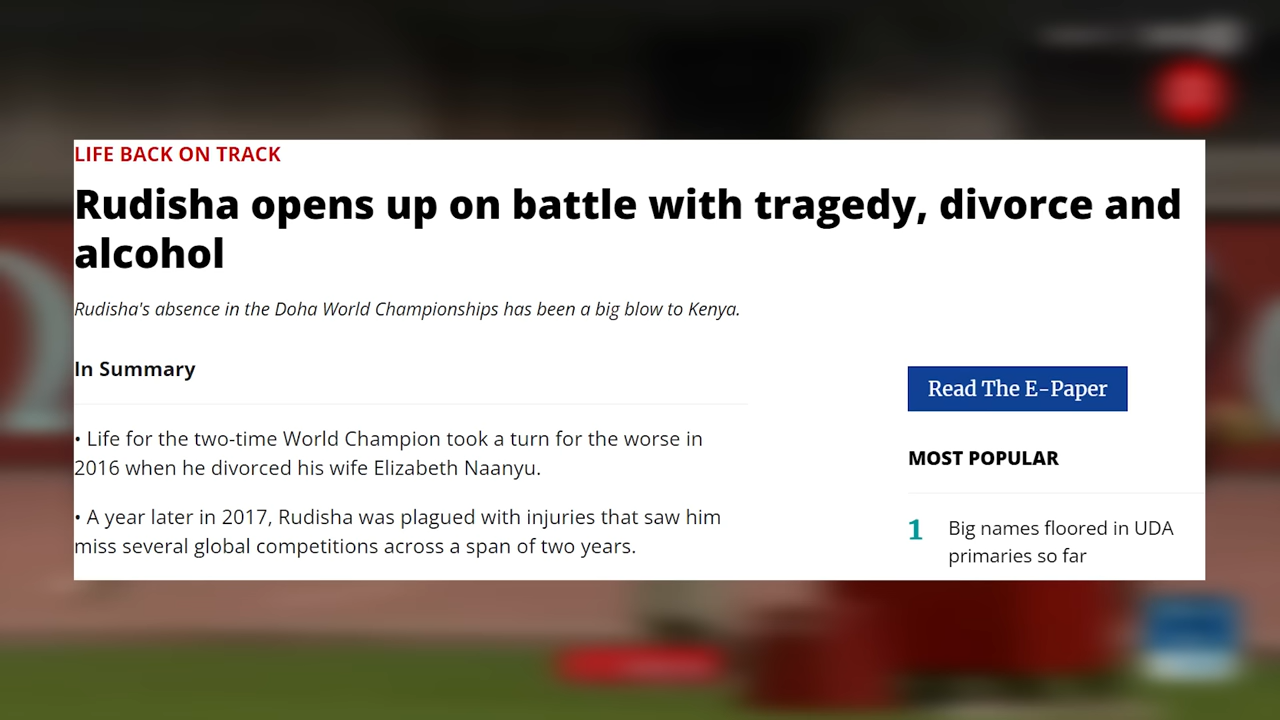 LIFE BACK ON TRACK
Rudisha opens up on battle with tragedy, divorce and
alcohol
Rudisha's absence in the Doha World Championships has been a big blow to Kenya.
In Summary
• Life for the two-time World Champion took a turn for the worse in
2016 when he divorced his wife Elizabeth Naanyu.
• A year later in 2017, Rudisha was plagued with injuries that saw him
miss several global competitions across a span of two years.
Read The E-Paper
MOST POPULAR
1 Big names floored in UDA
primaries so far